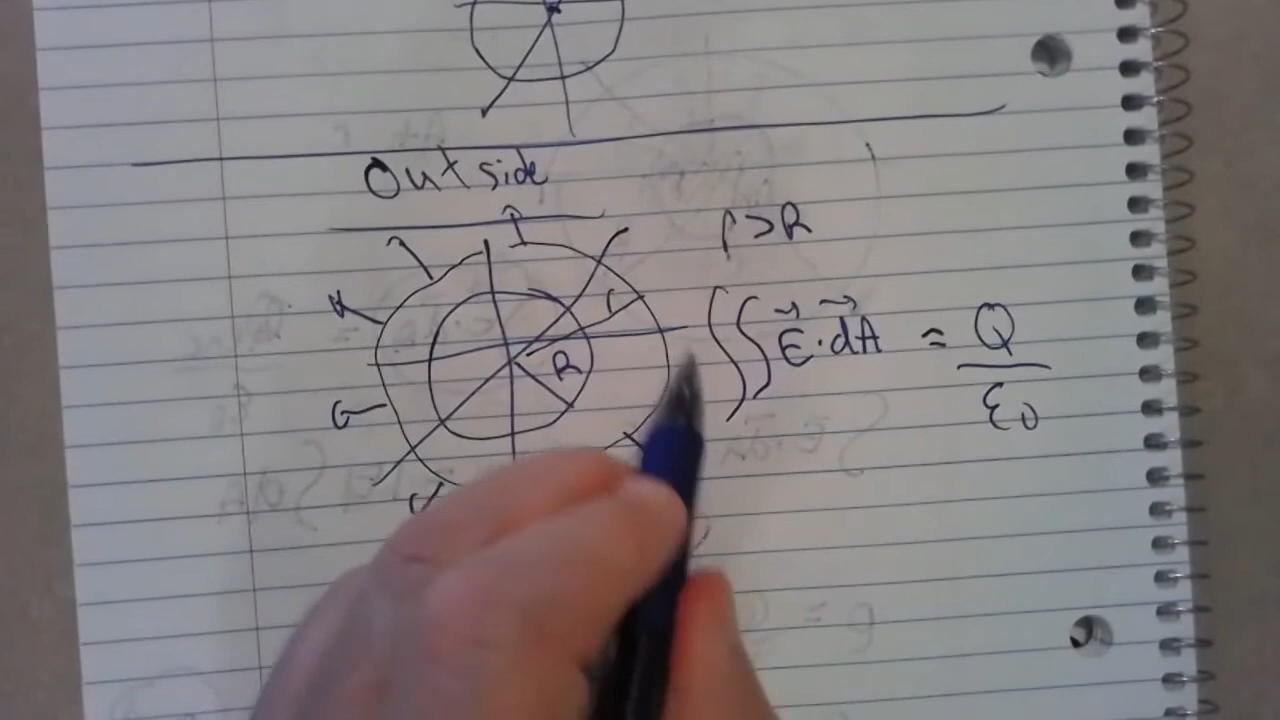 Outside
r > R
r
R
∫∫ E⃗ · dA⃗ = Q/ε₀